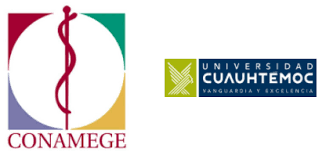 CONAMEGE
UNIVERSIDAD
CUAUHTEMOC
VANGUARDIA Y EXCELENCIA